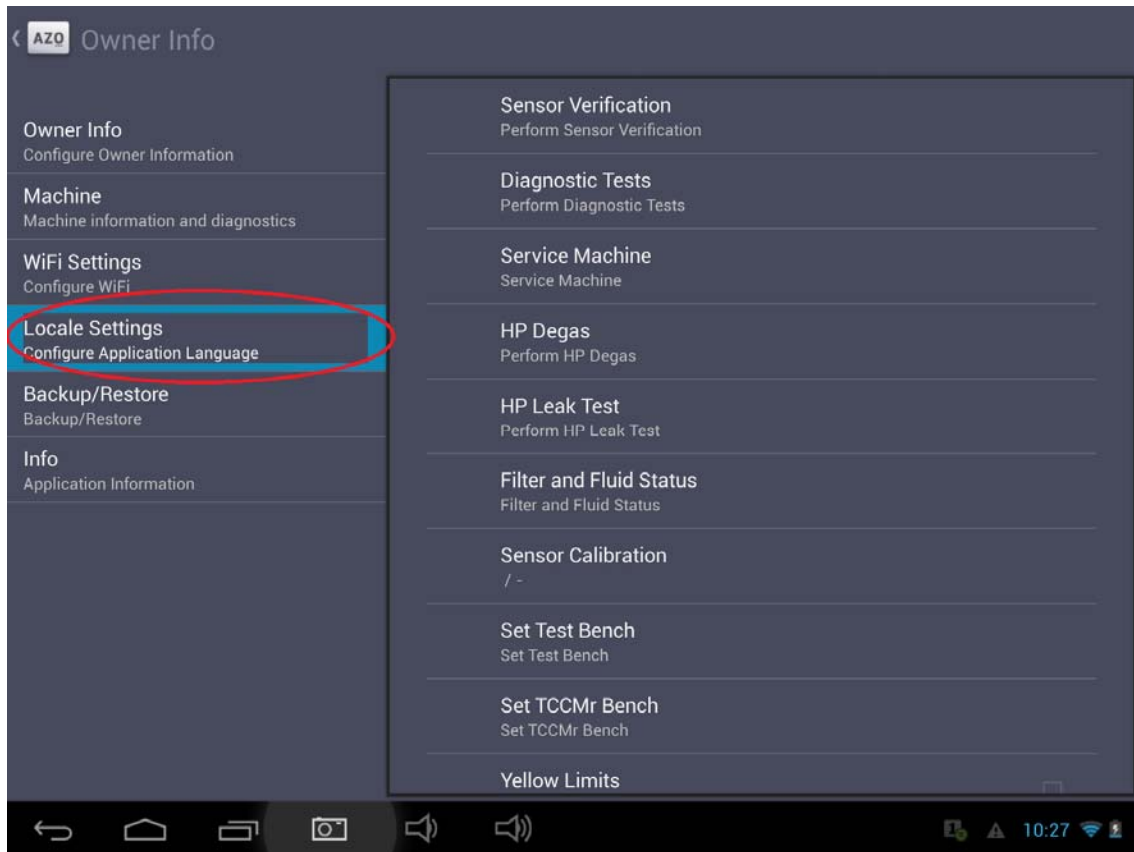 AZO Owner Info
Owner Info
Configure Owner Information
Machine
Machine information and diagnostics
WiFi Settings
Configure WiFi
Locale Settings
Configure Application Language
Backup/Restore
Backup/Restore
Info
Application Information
Sensor Verification
Perform Sensor Verification
Diagnostic Tests
Perform Diagnostic Tests
Service Machine
Service Machine
HP Degas
Perform HP Degas
HP Leak Test
Perform HP Leak Test
Filter and Fluid Status
Filter and Fluid Status
Sensor Calibration
/ -
Set Test Bench
Set Test Bench
Set TCCMr Bench
Set TCCMr Bench
Yellow Limits
10:27